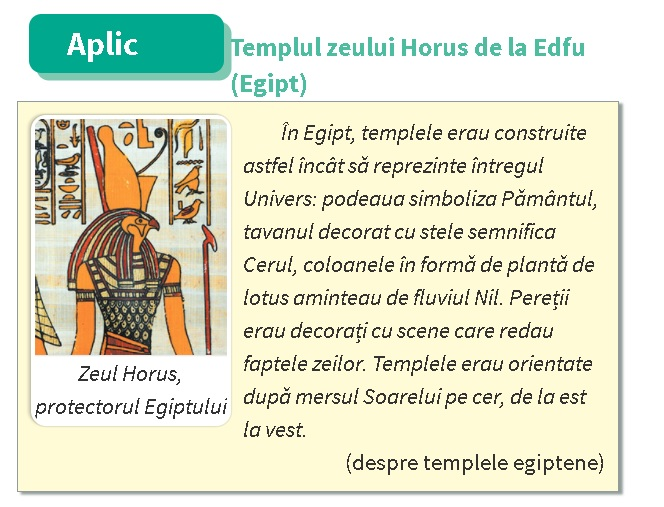 Aplic
Templul zeului Horus de la Edfu
(Egipt)
În Egipt, templele erau construite
astfel încât să reprezinte întregul
Univers: podeaua simboliza Pământul,
tavanul decorat cu stele semnifica
Cerul, coloanele în formă de plantă de
lotus aminteau de fluviul Nil. Pereții
erau decorați cu scene care redau
faptele zeilor. Templele erau orientate
după mersul Soarelui pe cer, de la est
la vest.
(despre templele egiptene)
Zeul Horus,
protectorul Egiptului